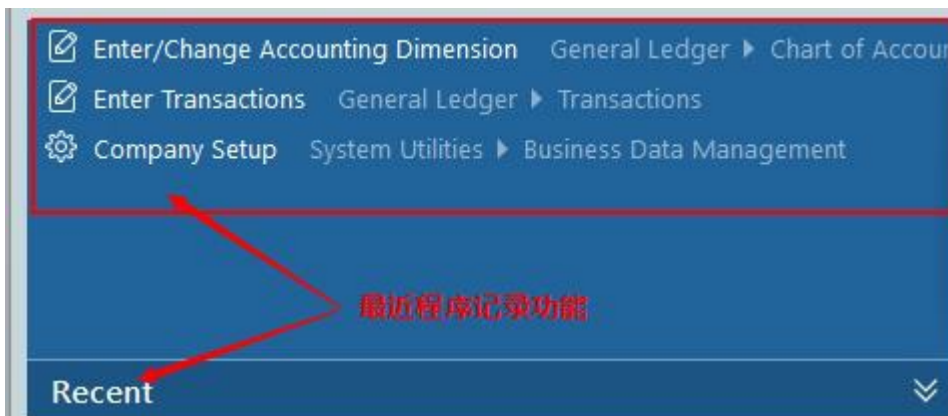 Enter/Change Accounting Dimension General Ledger ▶ Chart of Accour
Enter Transactions General Ledger ▶ Transactions
Company Setup System Utilities ▶ Business Data Management
最近程序记录功能
Recent